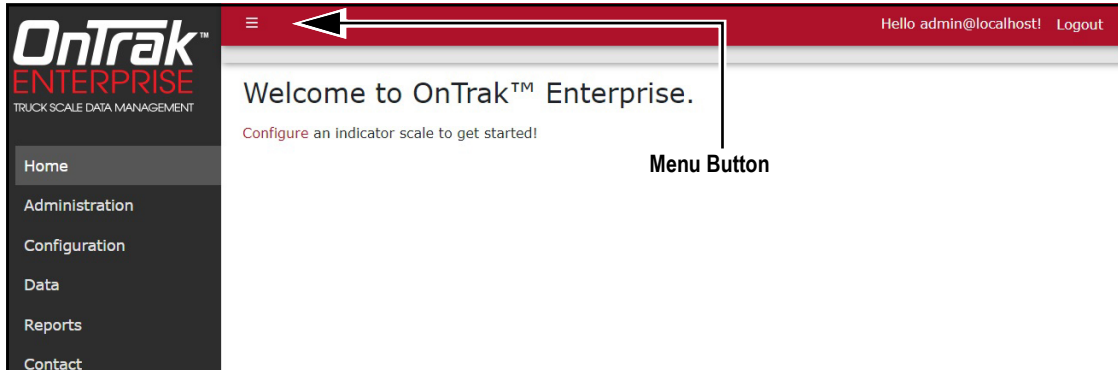 OnTrak™
ENTERPRISE
TRUCK SCALE DATA MANAGEMENT
☰
Hello admin@localhost! Logout
Welcome to OnTrak™ Enterprise.
Configure an indicator scale to get started!
Menu Button
Home
Administration
Configuration
Data
Reports
Contact